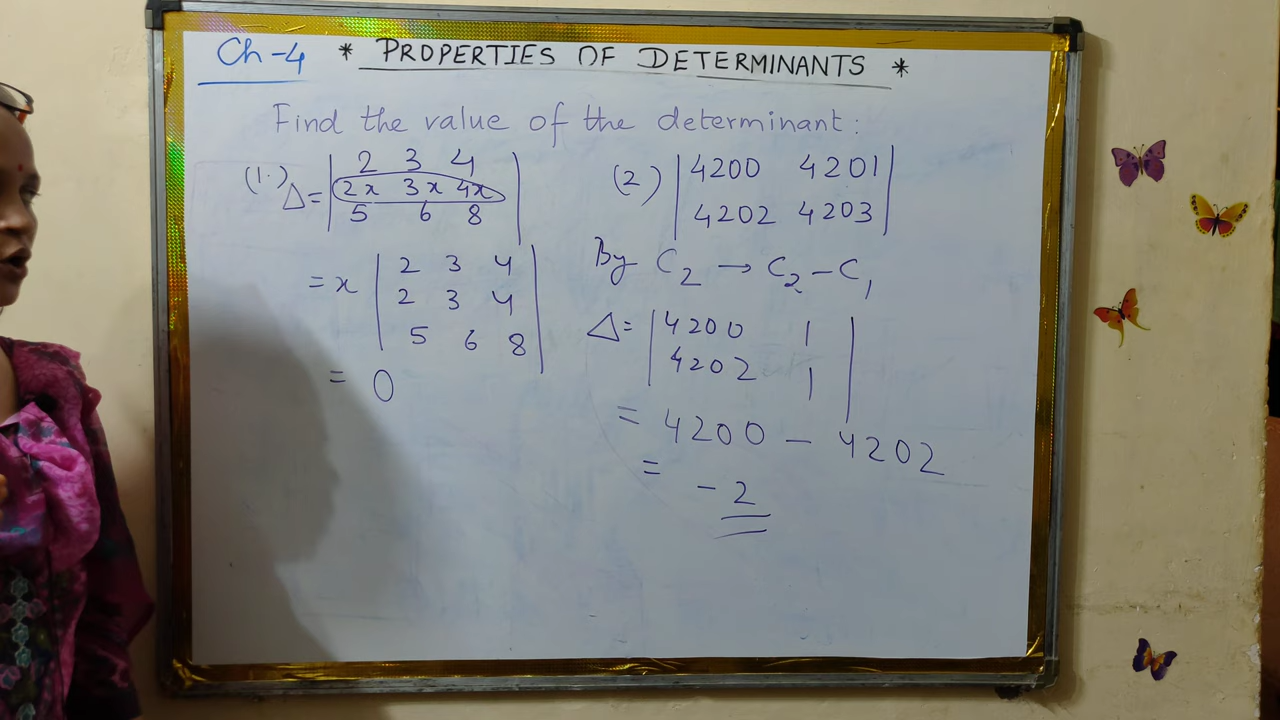 Ch-4 * PROPERTIES OF DETERMINANTS *
Find the value of the determinant:
(1.) Δ= | 2 3 4 |
| 2x 3x 4x |
| 5 6 8 |
= x | 2 3 4 |
| 2 3 4 |
| 5 6 8 |
= 0
(2) | 4200 4201 |
| 4202 4203 |
By C₂ → C₂ - C₁
Δ= | 4200 1 |
| 4202 1 |
= 4200 - 4202
= -2